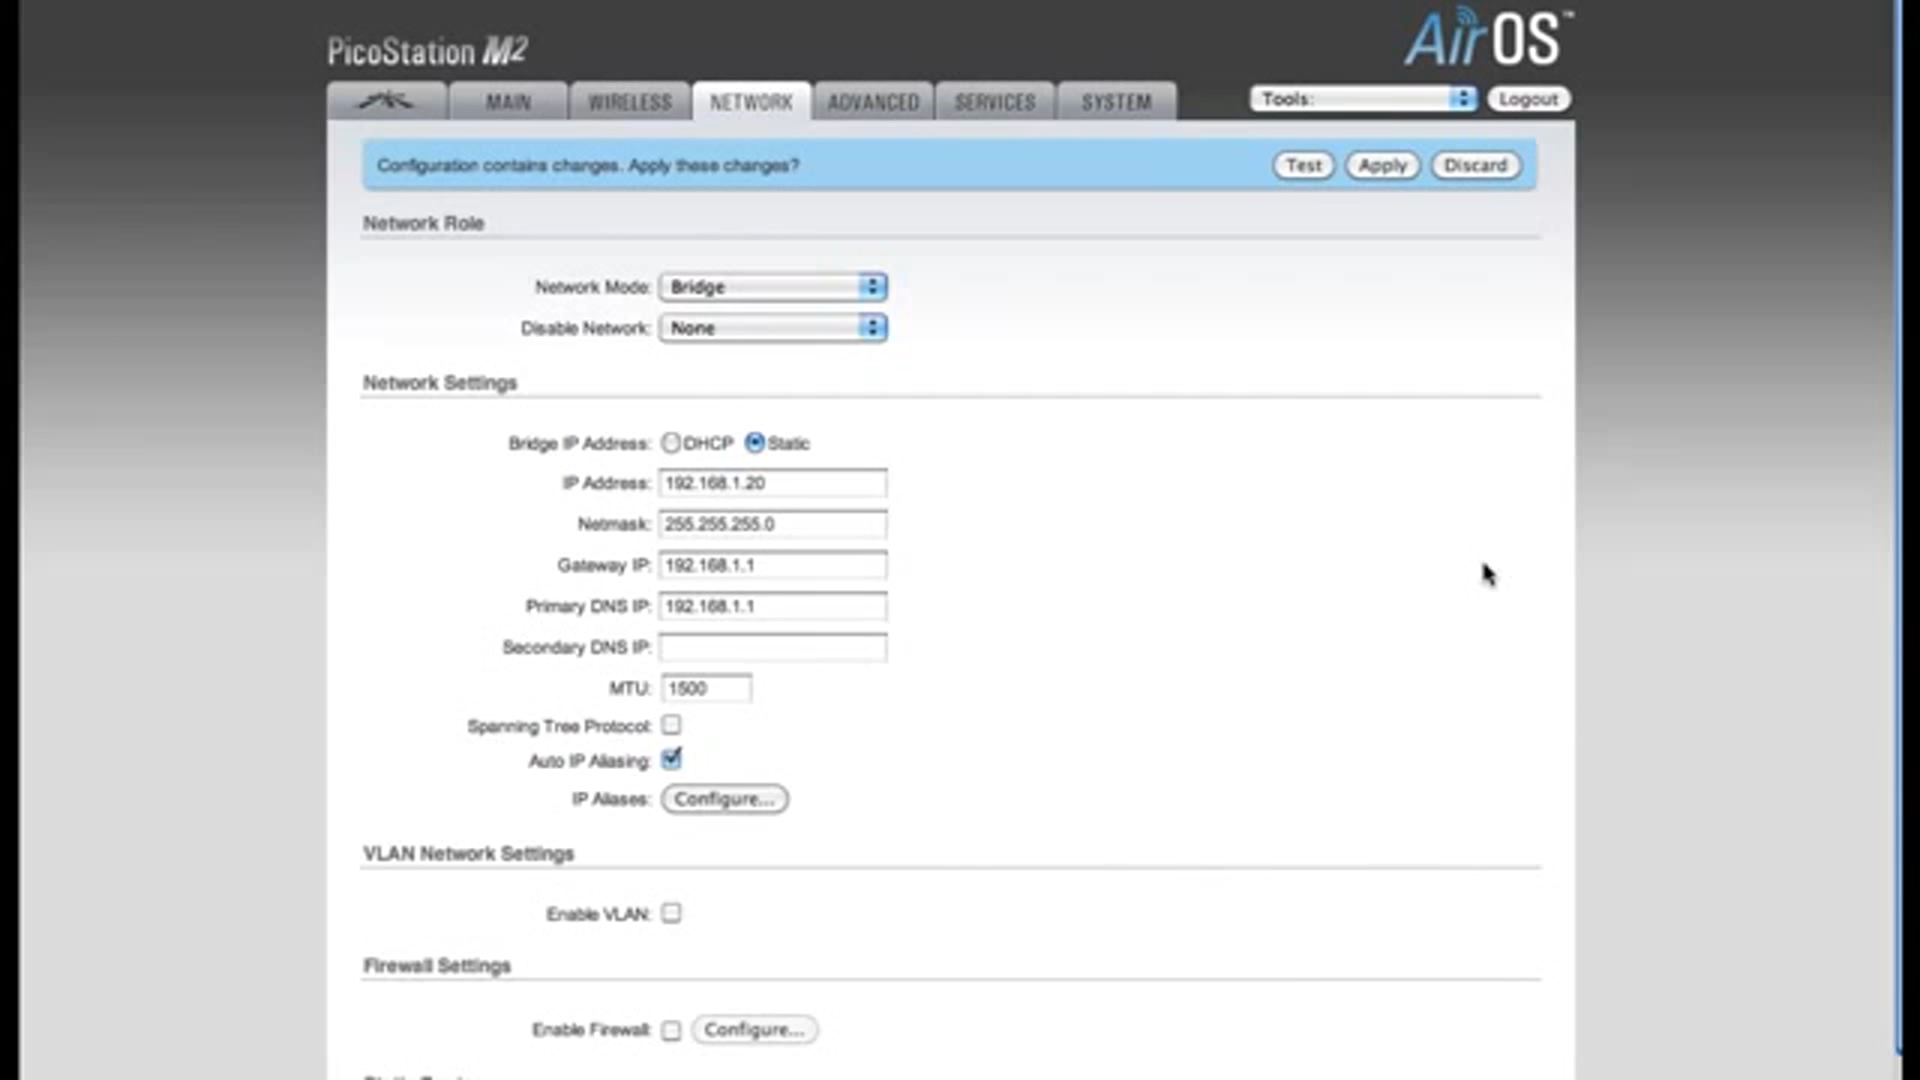 PicoStation M2
AirOS™
MAIN WIRELESS NETWORK ADVANCED SERVICES SYSTEM Tools: Logout
Configuration contains changes. Apply these changes? Test Apply Discard
Network Role
Network Mode: Bridge
Disable Network: None
Network Settings
Bridge IP Address: DHCP Static
IP Address: 192.168.1.20
Netmask: 255.255.255.0
Gateway IP: 192.168.1.1
Primary DNS IP: 192.168.1.1
Secondary DNS IP:
MTU: 1500
Spanning Tree Protocol:
Auto IP Aliasing:
IP Aliases: Configure...
VLAN Network Settings
Enable VLAN:
Firewall Settings
Enable Firewall: Configure...